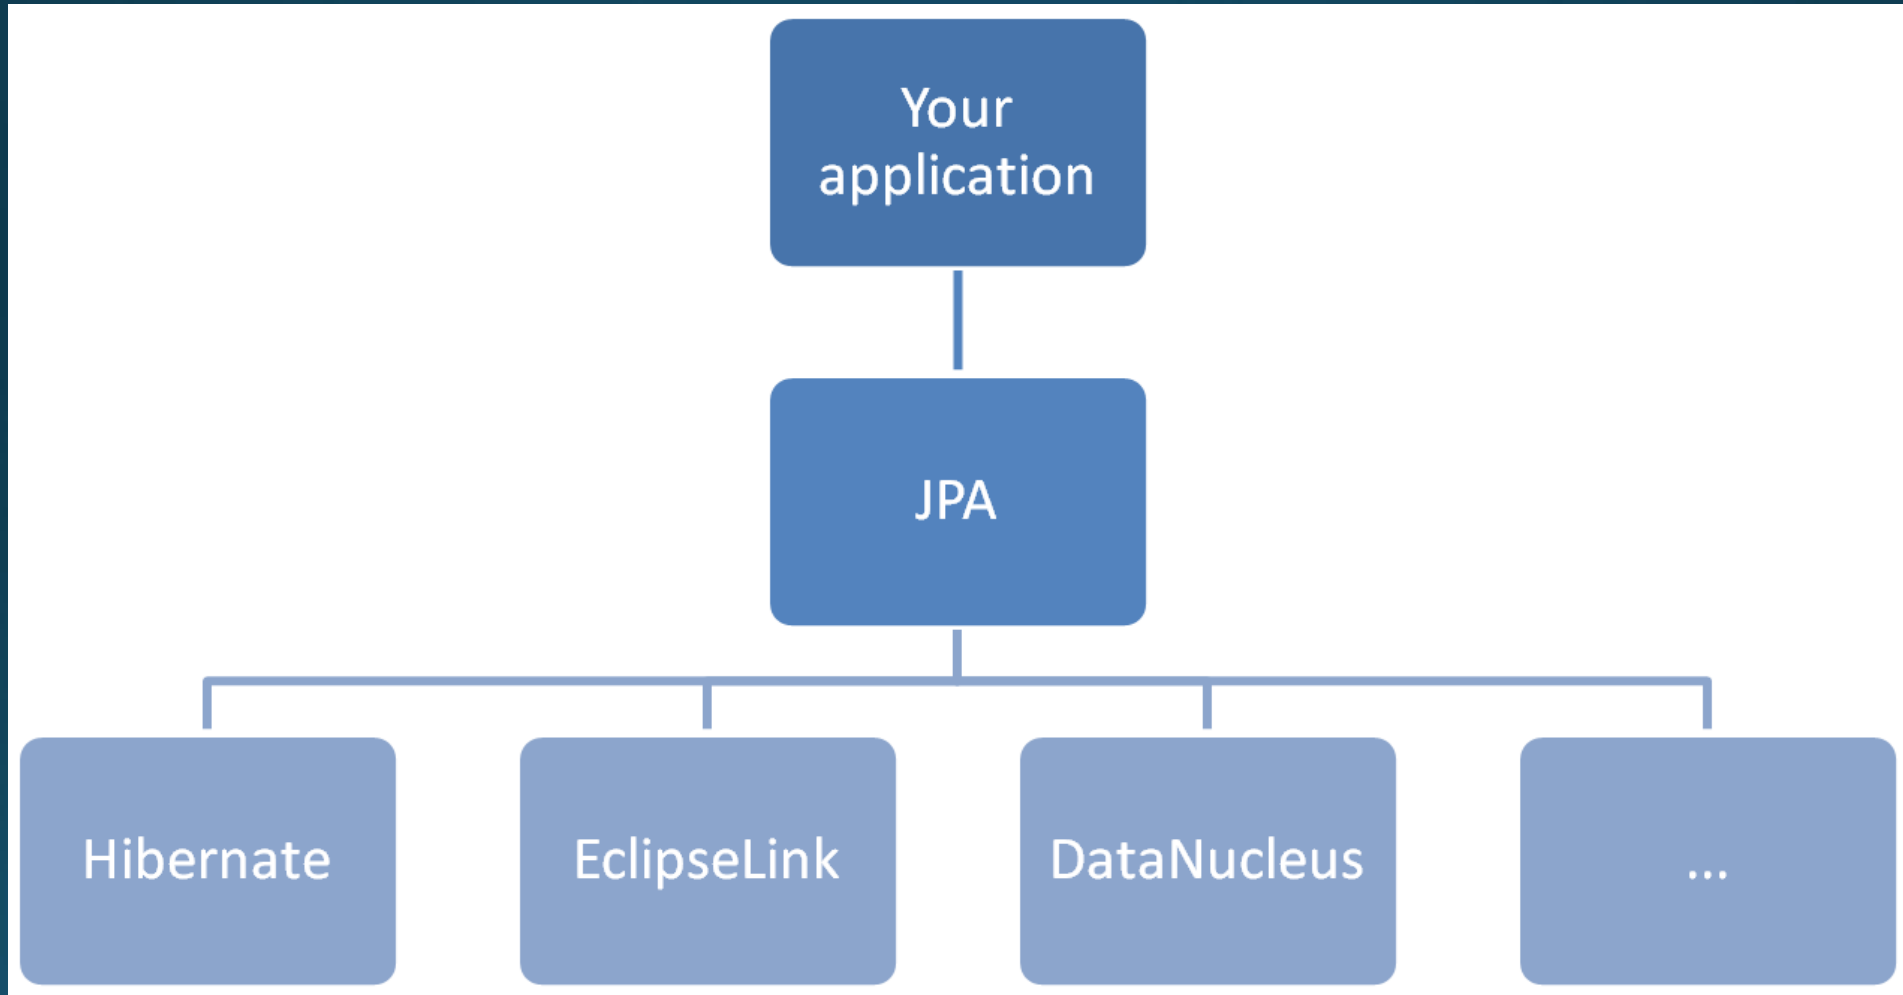 Your
application
JPA
Hibernate
EclipseLink
DataNucleus
...